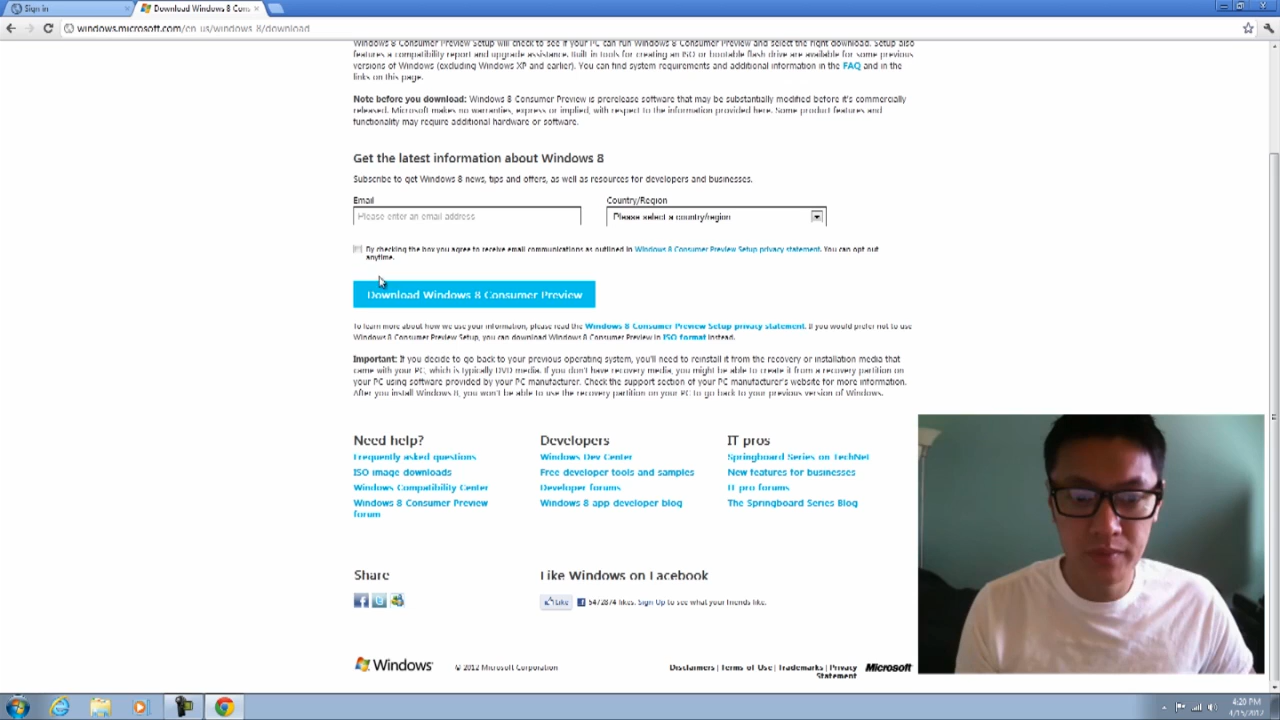 Sign in
Download Windows 8 Cons
windows.microsoft.com/en-us/windows-8/download
Windows 8 Consumer Preview Setup will check to see if your PC can run Windows 8 Consumer Preview and select the right download. Setup also
features a compatibility report and upgrade assistance. Built-in tools for creating an ISO or bootable flash drive are available for some previous
versions of Windows (excluding Windows XP and earlier). You can find system requirements and additional information in the FAQ and in the
links on this page.
Note before you download: Windows 8 Consumer Preview is prerelease software that may be substantially modified before it's commercially
released. Microsoft makes no warranties, express or implied, with respect to the information provided here. Some product features and
functionality may require additional hardware or software.
Get the latest information about Windows 8
Subscribe to get Windows 8 news, tips and offers, as well as resources for developers and businesses.
Email
Country/Region
Please enter an email address
Please select a country/region
By checking the box you agree to receive email communications as outlined in Windows 8 Consumer Preview Setup privacy statement. You can opt out
anytime.
Download Windows 8 Consumer Preview
To learn more about how we use your information, please read the Windows 8 Consumer Preview Setup privacy statement. If you would prefer not to use
Windows 8 Consumer Preview Setup, you can download Windows 8 Consumer Preview in ISO format instead.
Important: If you decide to go back to your previous operating system, you'll need to reinstall it from the recovery or installation media that
came with your PC, which is typically DVD media. If you don't have recovery media, you might be able to create it from a recovery partition on
your PC using software provided by your PC manufacturer. Check the support section of your PC manufacturer's website for more information.
After you install Windows 8, you won't be able to use the recovery partition on your PC to go back to your previous version of Windows.
Need help?
Frequently asked questions
ISO image downloads
Windows Compatibility Center
Windows 8 Consumer Preview
forum
Developers
Windows Dev Center
Free developer tools and samples
Developer forums
Windows 8 app developer blog
IT pros
Springboard Series on TechNet
New features for businesses
IT pro forums
The Springboard Series Blog
Share
Like Windows on Facebook
Like
5472874 likes. Sign Up to see what your friends like.
Windows
© 2012 Microsoft Corporation
Disclaimers | Terms of Use | Trademarks | Privacy
Statement
Microsoft
4:20 PM
4/15/2012